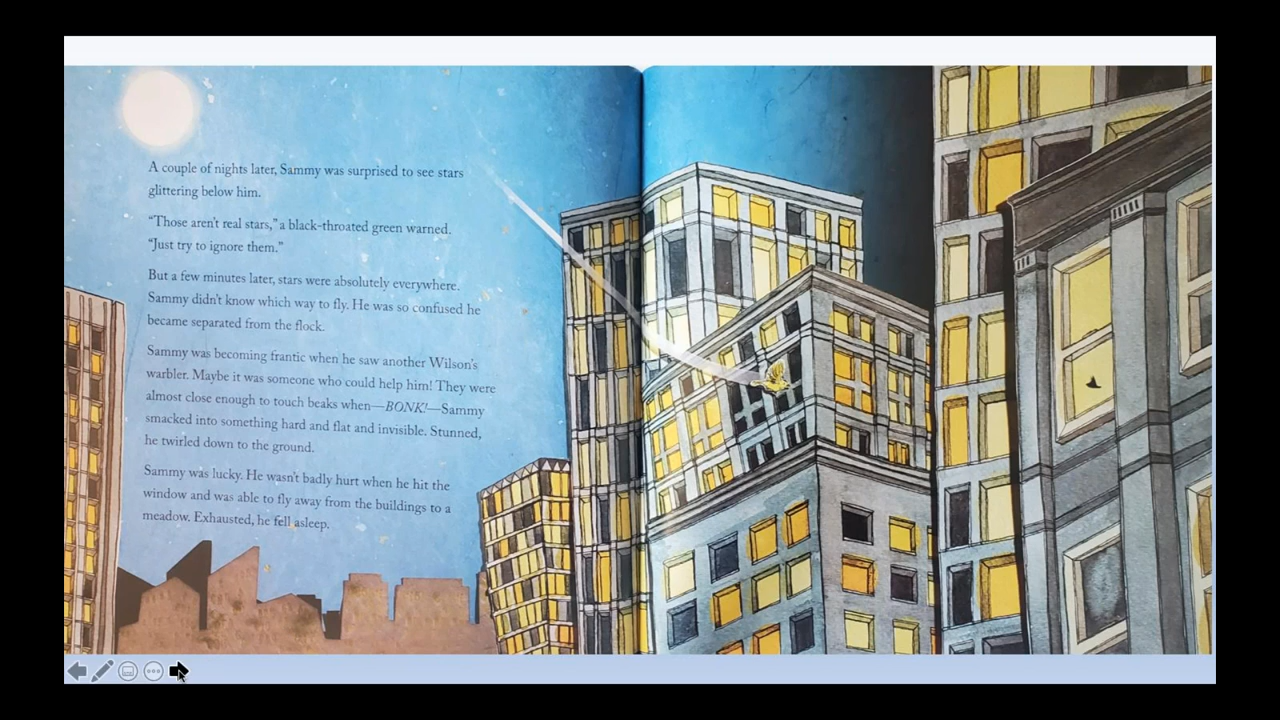 A couple of nights later, Sammy was surprised to see stars
glittering below him.
“Those aren’t real stars,” a black-throated green warned.
“Just try to ignore them.”
But a few minutes later, stars were absolutely everywhere.
Sammy didn’t know which way to fly. He was so confused he
became separated from the flock.
Sammy was becoming frantic when he saw another Wilson’s
warbler. Maybe it was someone who could help him! They were
almost close enough to touch beaks when—BONK!—Sammy
smacked into something hard and flat and invisible. Stunned,
he twirled down to the ground.
Sammy was lucky. He wasn’t badly hurt when he hit the
window and was able to fly away from the buildings to a
meadow. Exhausted, he fell asleep.